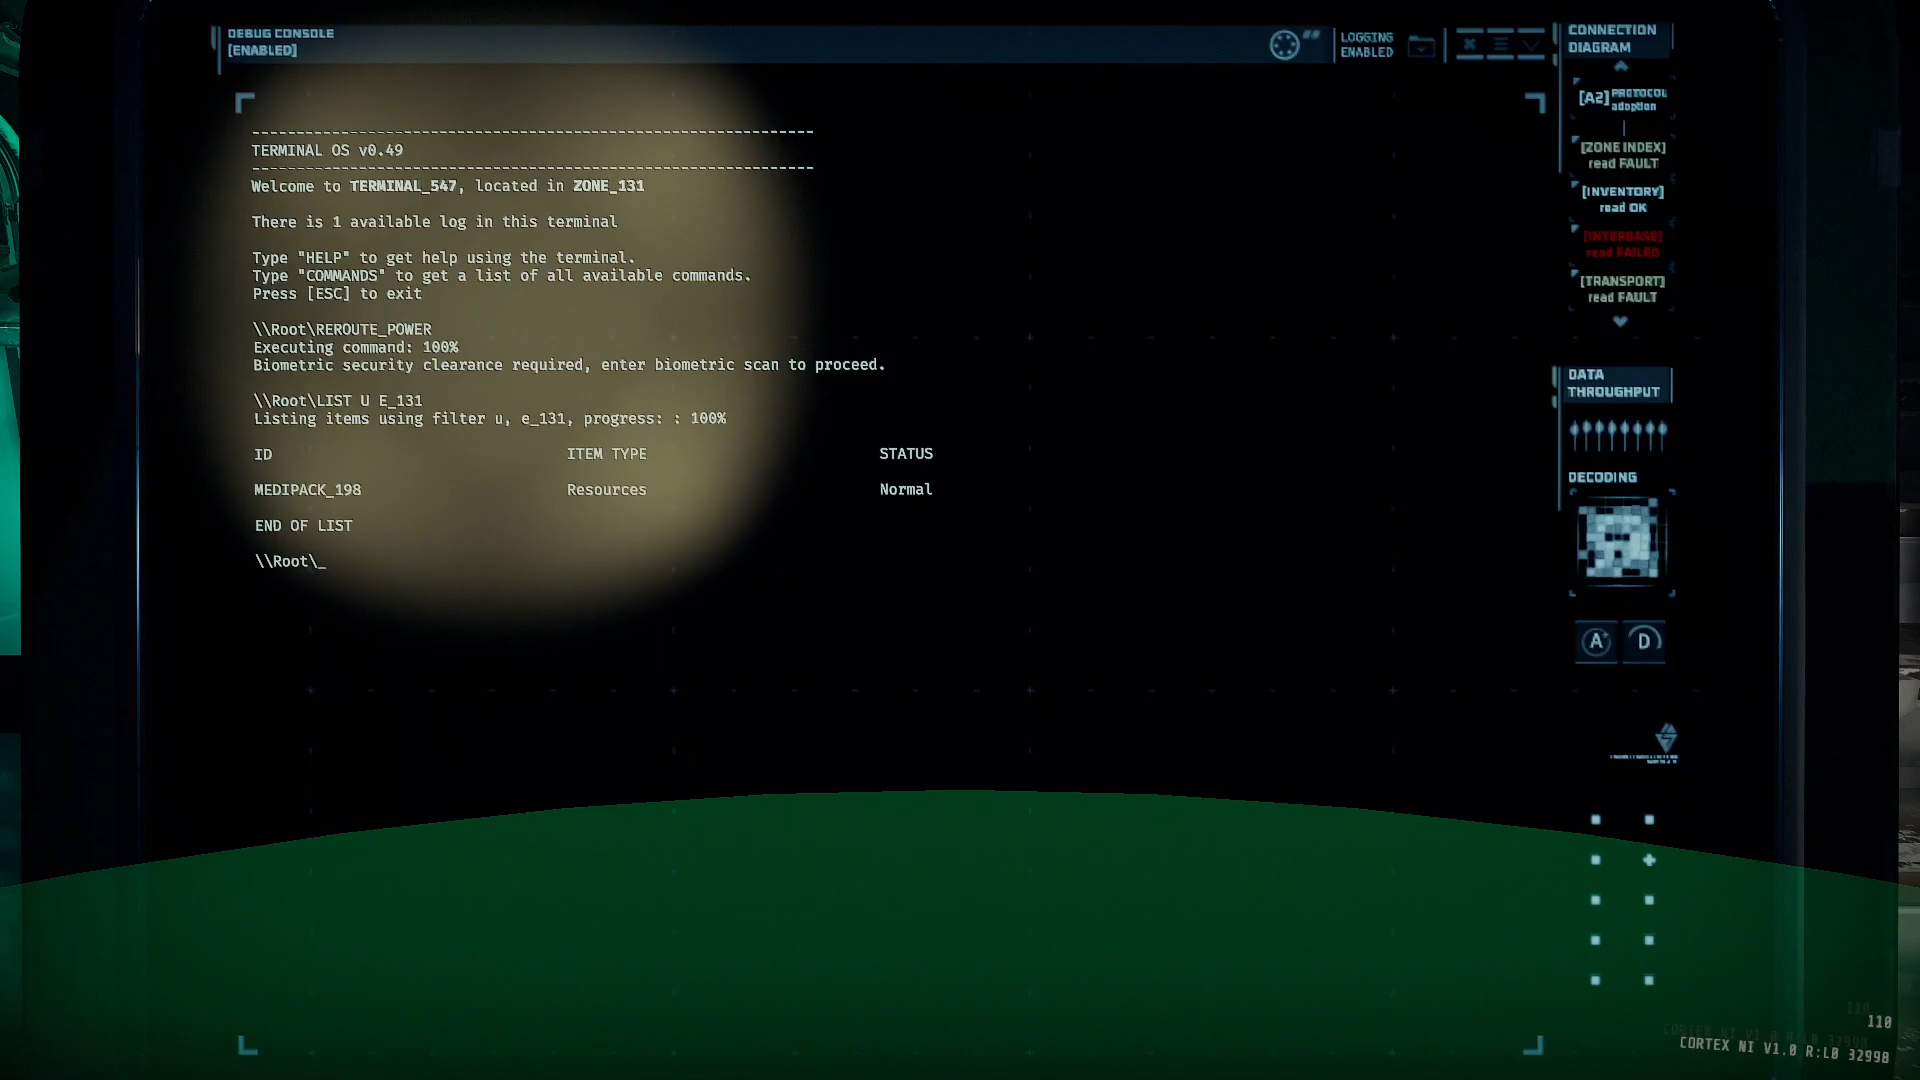 DEBUG CONSOLE
[ENABLED]
LOGGING
ENABLED
------------------------------------------------------------
TERMINAL OS v0.49
------------------------------------------------------------
Welcome to TERMINAL_547, located in ZONE_131
There is 1 available log in this terminal
Type "HELP" to get help using the terminal.
Type "COMMANDS" to get a list of all available commands.
Press [ESC] to exit
\\Root\REROUTE_POWER
Executing command: 100%
Biometric security clearance required, enter biometric scan to proceed.
\\Root\LIST U E_131
Listing items using filter u, e_131, progress: : 100%
ID ITEM TYPE STATUS
MEDIPACK_198 Resources Normal
END OF LIST
\\Root\_
CONNECTION
DIAGRAM
[A2] PROTOCOL
adoption
[ZONE INDEX]
read FAULT
[INVENTORY]
read OK
[INTERBASE]
read FAILED
[TRANSPORT]
read FAULT
DATA
THROUGHPUT
DECODING
A D
110
CORTEX NI V1.0 R:L0 32998